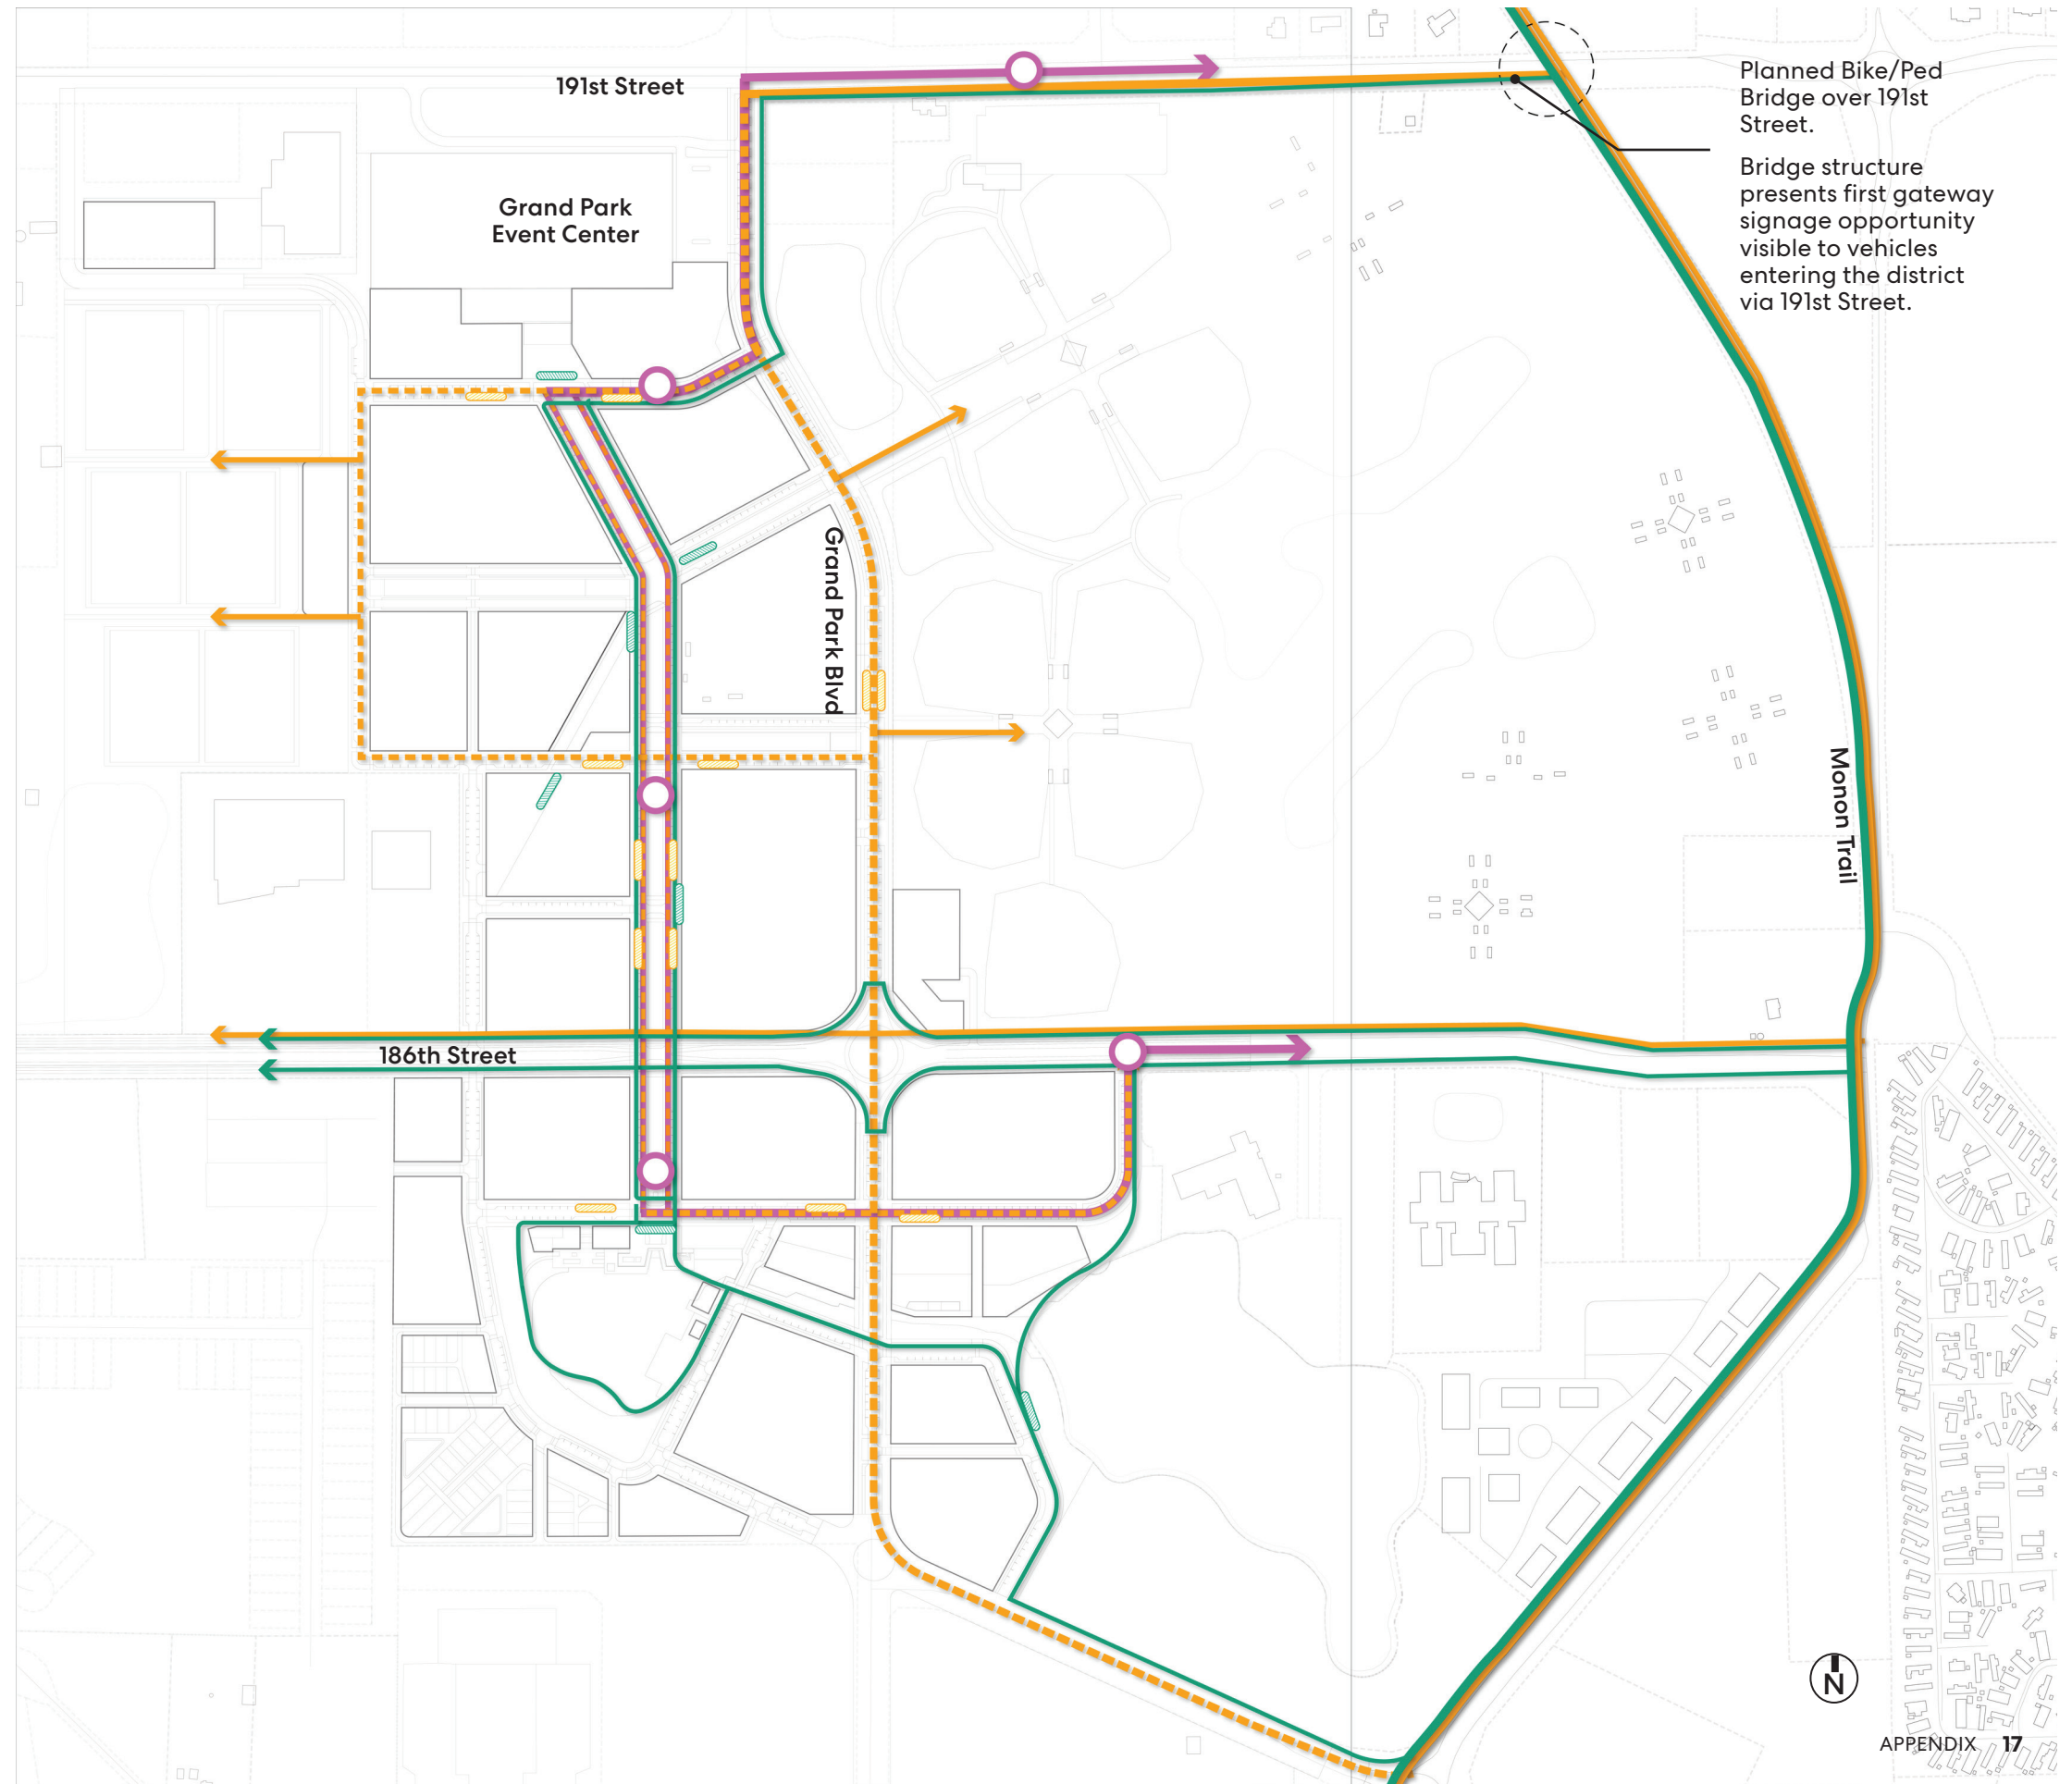 191st Street
Planned Bike/Ped
Bridge over 191st
Street.
Bridge structure
presents first gateway
signage opportunity
visible to vehicles
entering the district
via 191st Street.
Grand Park
Event Center
Grand Park Blvd
Monon Trail
186th Street
N
APPENDIX 17